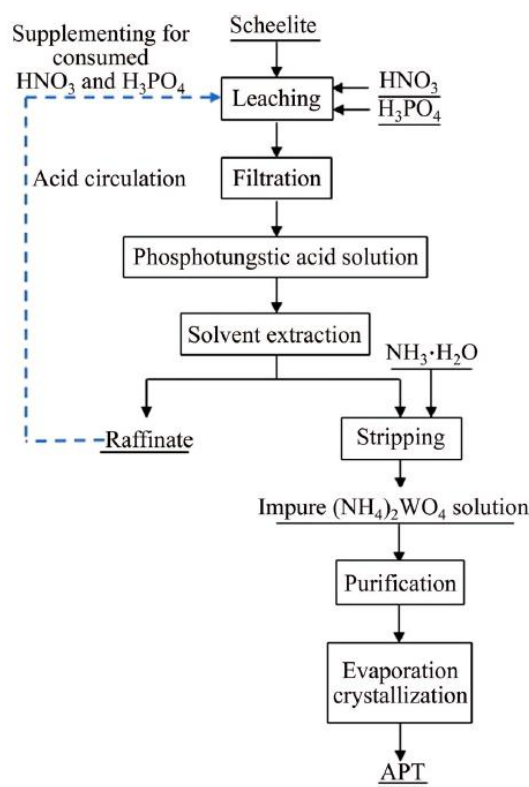 Supplementing for
consumed
HNO₃ and H₃PO₄
Scheelite
Leaching
HNO₃
H₃PO₄
Acid circulation
Filtration
Phosphotungstic acid solution
Solvent extraction
NH₃·H₂O
Raffinate
Stripping
Impure (NH₄)₂WO₄ solution
Purification
Evaporation
crystallization
APT